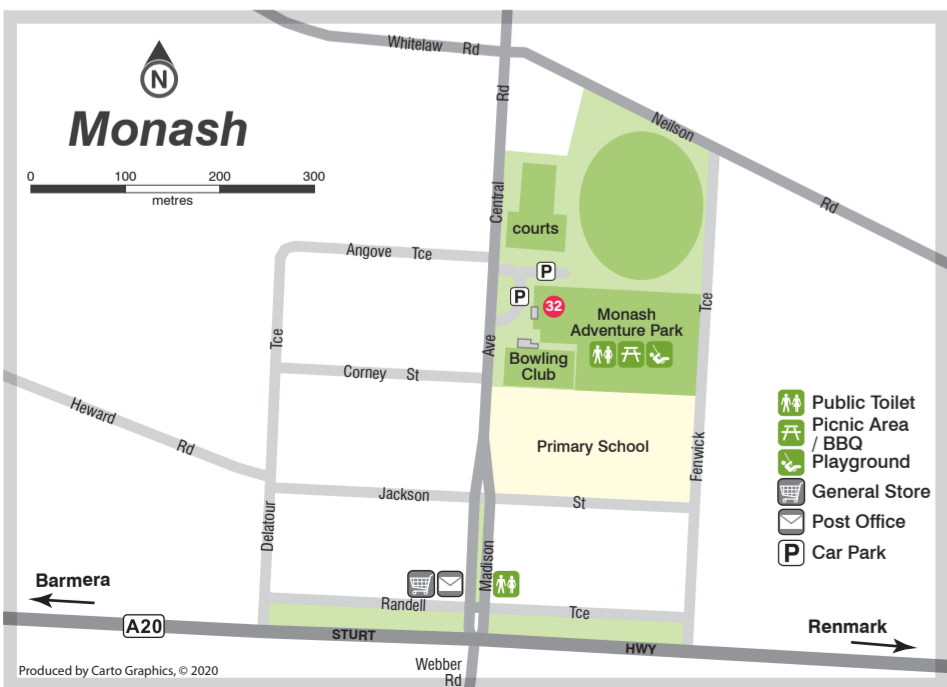 N
Monash
0 100 200 300
metres
Whitelaw Rd
Neilson
Rd
Central
Rd
courts
Angove Tce
P
P
32
Monash
Adventure Park
Tce
Ave
Bowling
Club
Tce
Corney St
Heward
Rd
Primary School
Fenwick
Jackson
St
Delatour
Madison
Randell
Tce
Barmera
A20
STURT
HWY
Renmark
Webber
Rd
Public Toilet
Picnic Area
/ BBQ
Playground
General Store
Post Office
P Car Park
Produced by Carto Graphics, © 2020